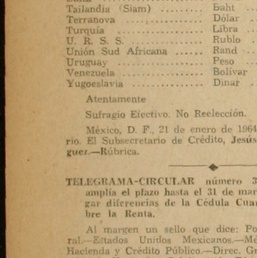 Tailandia (Siam) ........... Baht
Terranova .................. Dólar
Turquía .................... Libra
U. R. S. S. ................ Rublo
Unión Sud Africana ....... Rand
Uruguay .................... Peso
Venezuela .................. Bolívar
Yugoeslavia ................ Dinar
Atentamente
Sufragio Efectivo. No Reelección.
México, D. F., 21 de enero de 1964
rio. El Subsecretario de Crédito, Jesús
guez.—Rúbrica.
TELEGRAMA-CIRCULAR número 3
amplía el plazo hasta el 31 de mar
gar diferencias de la Cédula Cua
bre la Renta.
Al margen un sello que dice: Po
ral.—Estados Unidos Mexicanos.—M
Hacienda y Crédito Público.—Direc. G